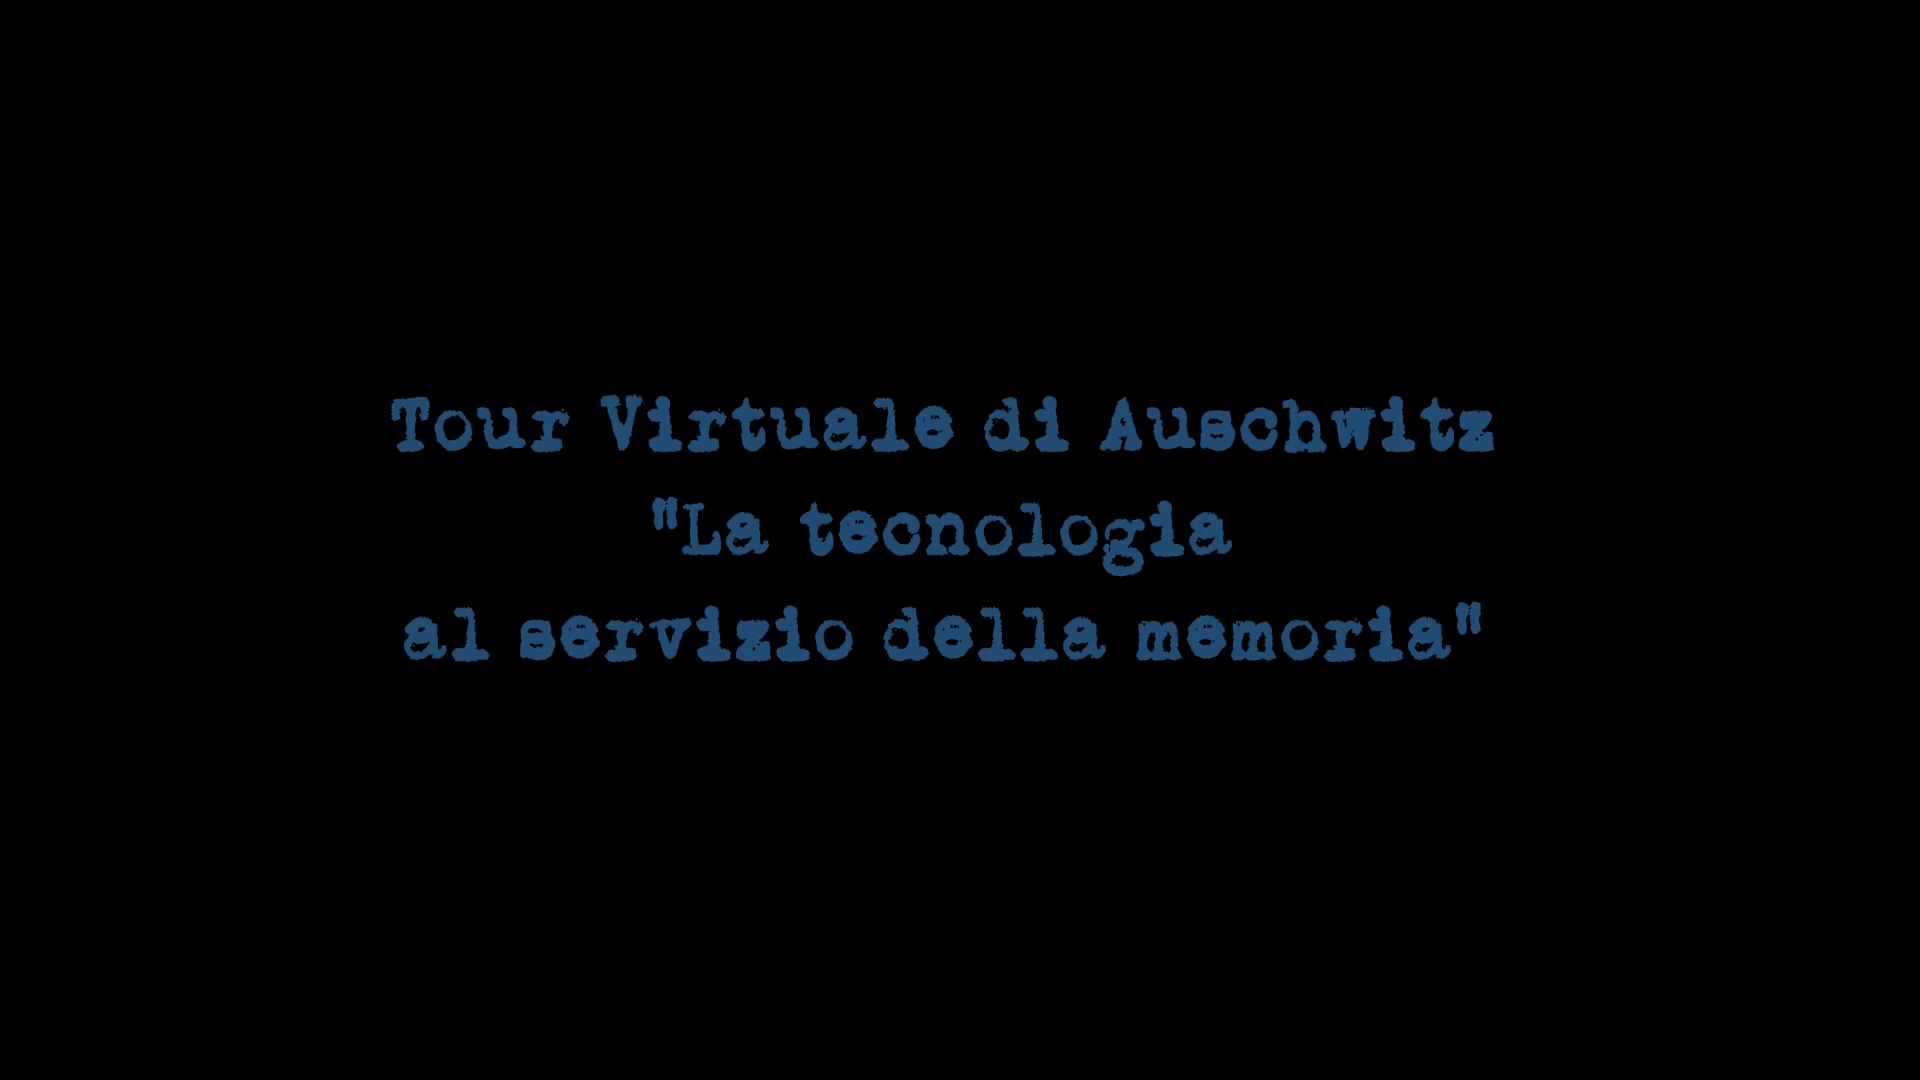 Tour Virtuale di Auschwitz
"La tecnologia
al servizio della memoria"